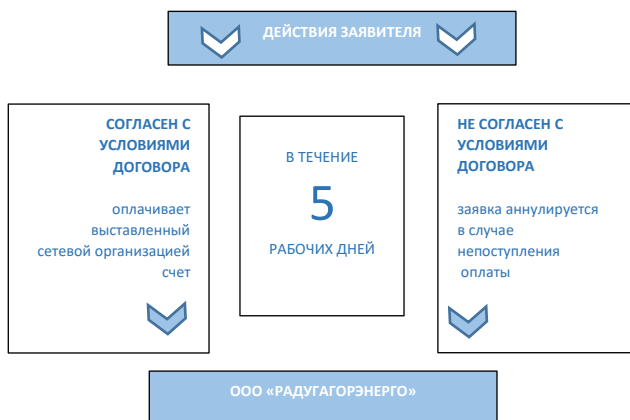 ДЕЙСТВИЯ ЗАЯВИТЕЛЯ
СОГЛАСЕН С
УСЛОВИЯМИ
ДОГОВОРА
оплачивает
выставленный
сетевой организацией
счет
В ТЕЧЕНИЕ
5
РАБОЧИХ ДНЕЙ
НЕ СОГЛАСЕН С
УСЛОВИЯМИ
ДОГОВОРА
заявка аннулируется
в случае
непоступления
оплаты
ООО «РАДУГАГОРЭНЕРГО»